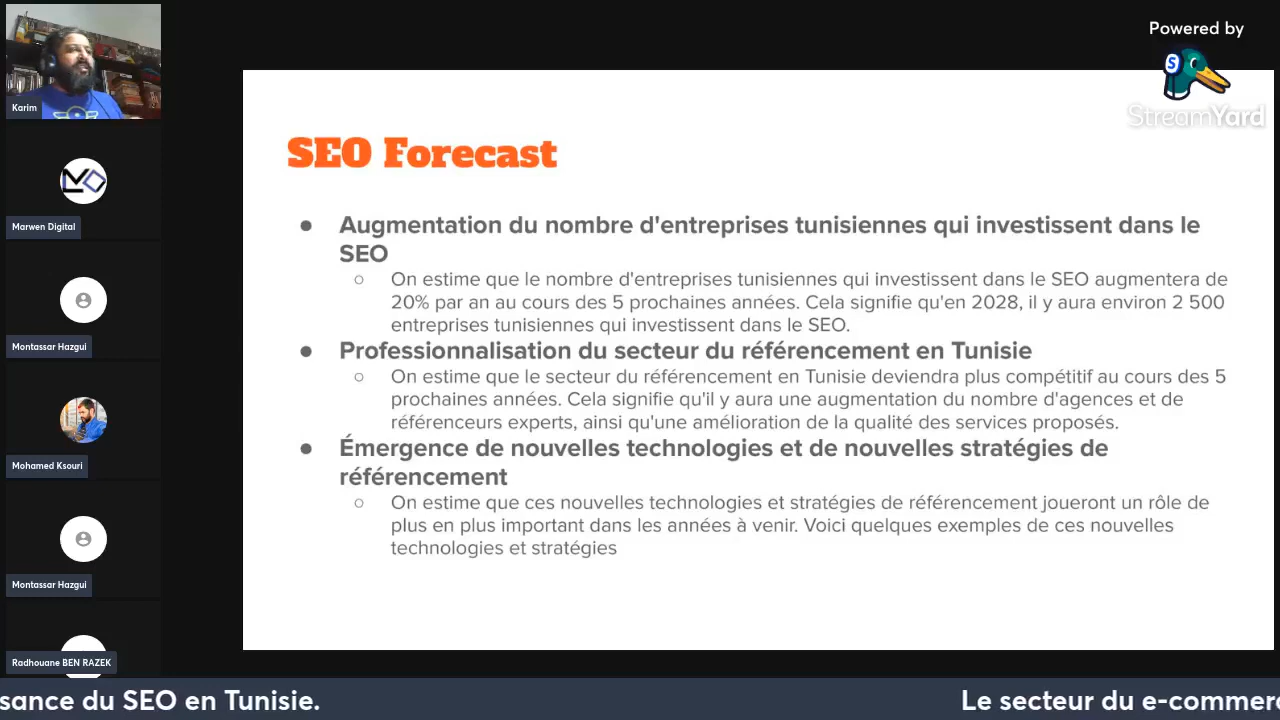 Powered by
StreamYard
Karim
Marwen Digital
Montassar Hazgui
Mohamed Ksouri
Montassar Hazgui
Radhouane BEN RAZEK
SEO Forecast
● Augmentation du nombre d'entreprises tunisiennes qui investissent dans le
SEO
○ On estime que le nombre d'entreprises tunisiennes qui investissent dans le SEO augmentera de
20% par an au cours des 5 prochaines années. Cela signifie qu'en 2028, il y aura environ 2 500
entreprises tunisiennes qui investissent dans le SEO.
● Professionnalisation du secteur du référencement en Tunisie
○ On estime que le secteur du référencement en Tunisie deviendra plus compétitif au cours des 5
prochaines années. Cela signifie qu'il y aura une augmentation du nombre d'agences et de
référenceurs experts, ainsi qu'une amélioration de la qualité des services proposés.
● Émergence de nouvelles technologies et de nouvelles stratégies de
référencement
○ On estime que ces nouvelles technologies et stratégies de référencement joueront un rôle de
plus en plus important dans les années à venir. Voici quelques exemples de ces nouvelles
technologies et stratégies
sance du SEO en Tunisie.
Le secteur du e-commer